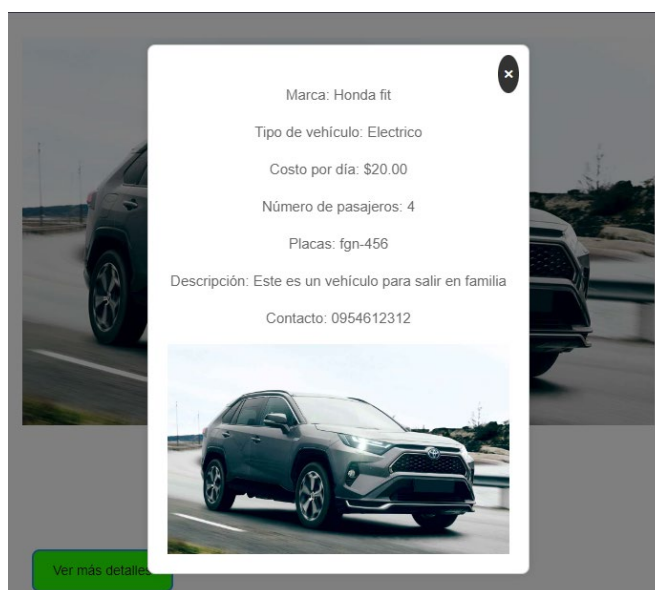 ×
Marca: Honda fit
Tipo de vehículo: Electrico
Costo por día: $20.00
Número de pasajeros: 4
Placas: fgn-456
Descripción: Este es un vehículo para salir en familia
Contacto: 0954612312
Ver más detalles